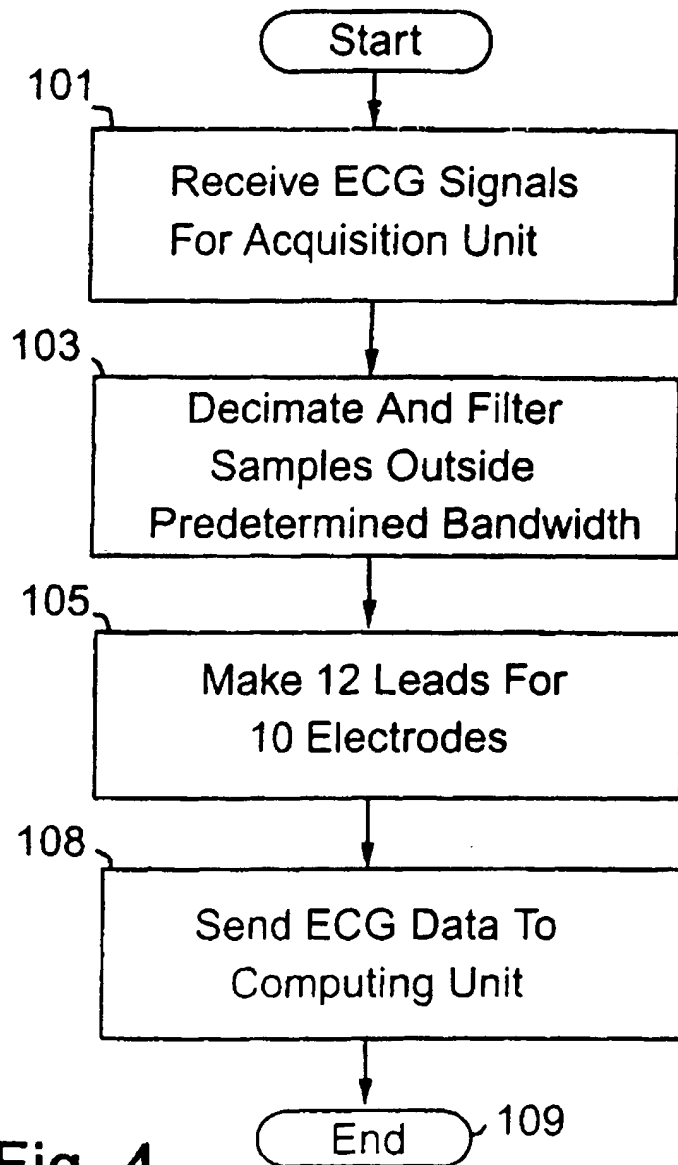 Start
101
Receive ECG Signals
For Acquisition Unit
103
Decimate And Filter
Samples Outside
Predetermined Bandwidth
105
Make 12 Leads For
10 Electrodes
108
Send ECG Data To
Computing Unit
End
109
Fig. 4